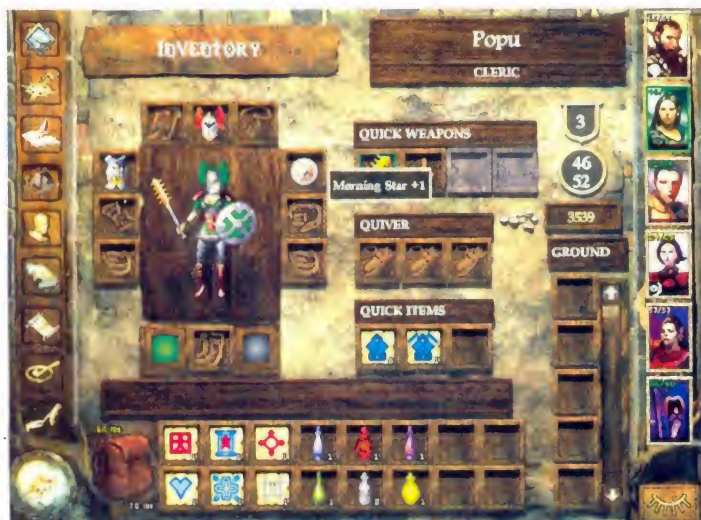 INVENTORY
Popu
CLERIC
QUICK WEAPONS
3
46
52
Morning Star +1
3539
QUIVER
GROUND
QUICK ITEMS